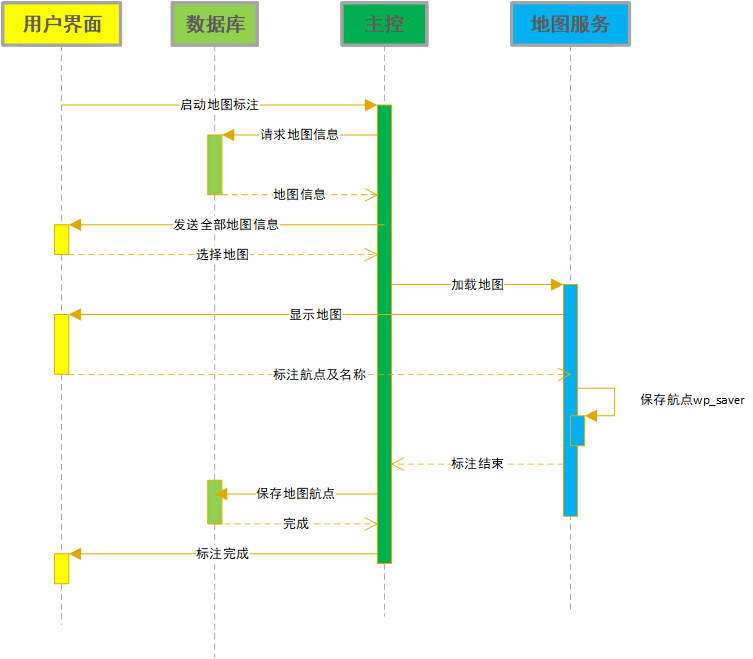 用户界面
数据库
主控
地图服务
启动地图标注
请求地图信息
地图信息
发送全部地图信息
选择地图
加载地图
显示地图
标注航点及名称
保存航点wp_saver
标注结束
保存地图航点
完成
标注完成